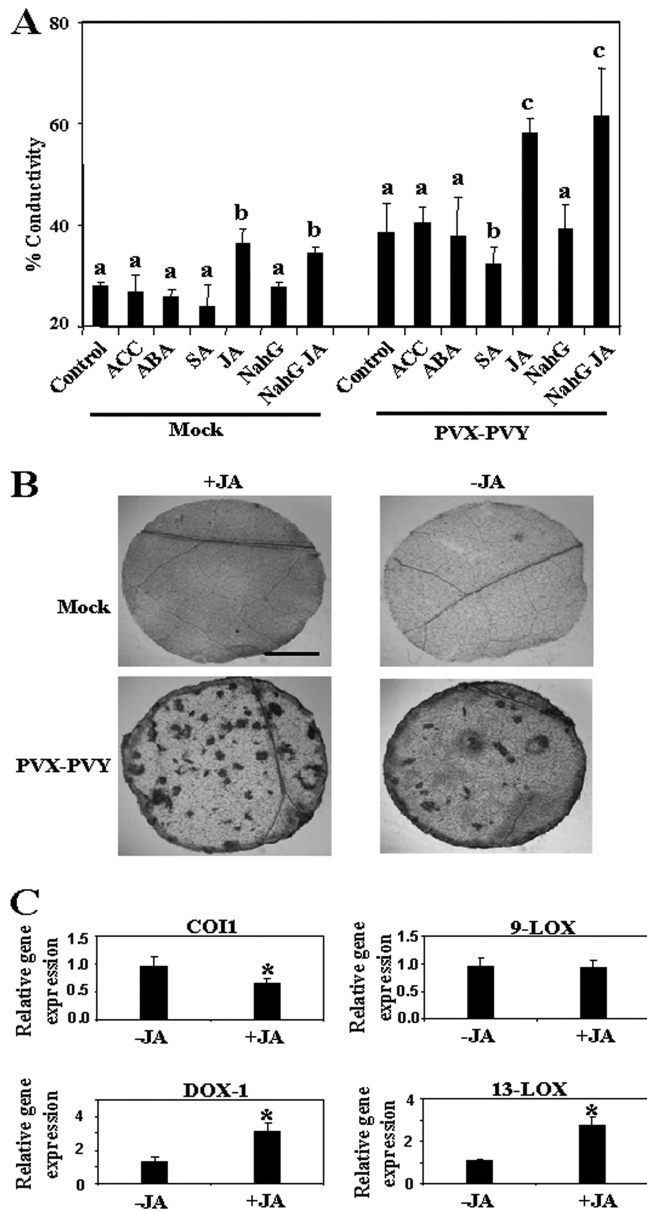 A
80
60
40
20
% Conductivity
a a a a b a b
a a a b c a c
Control ACC ABA SA JA NahG NahG JA
Control ACC ABA SA JA NahG NahG JA
Mock PVX-PVY
B
+JA -JA
Mock
PVX-PVY
C
COI1
Relative gene
expression
1.5
1.0
0.5
0.0
*
-JA +JA
9-LOX
Relative gene
expression
1.5
1.0
0.5
0.0
-JA +JA
DOX-1
Relative gene
expression
4
2
0
*
-JA +JA
13-LOX
Relative gene
expression
4
2
0
*
-JA +JA